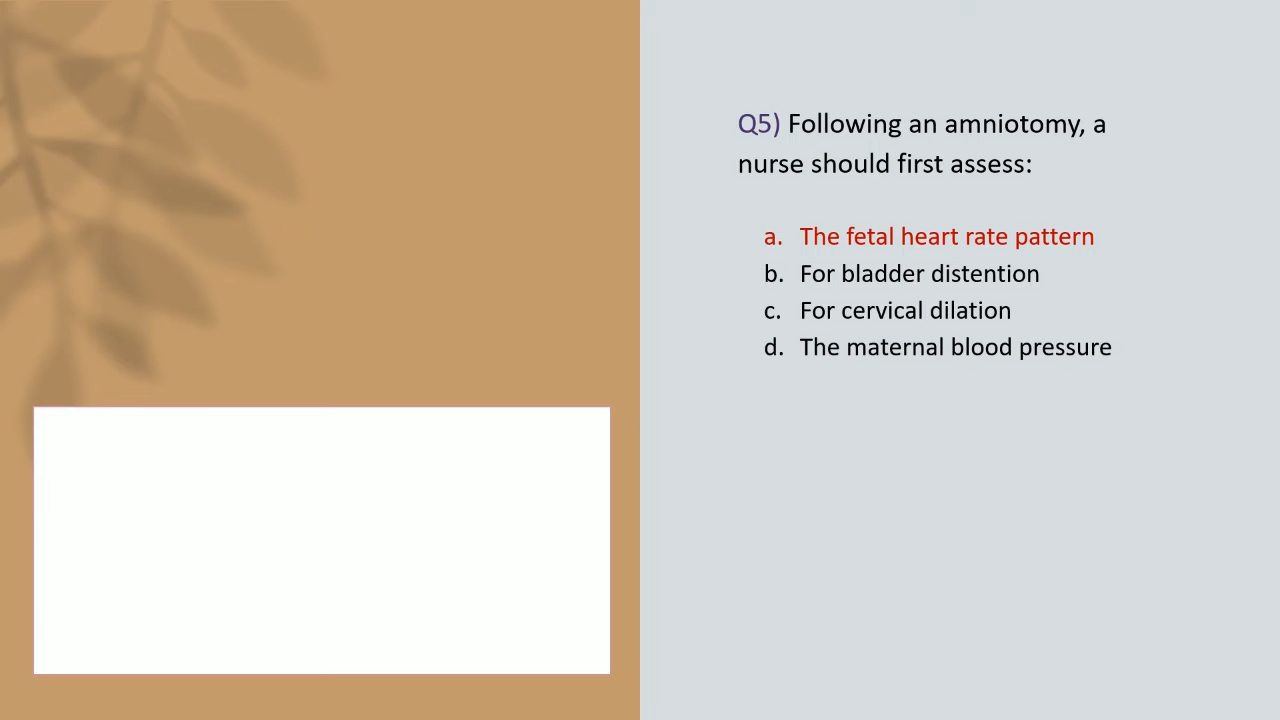 Q5) Following an amniotomy, a
nurse should first assess:
a. The fetal heart rate pattern
b. For bladder distention
c. For cervical dilation
d. The maternal blood pressure